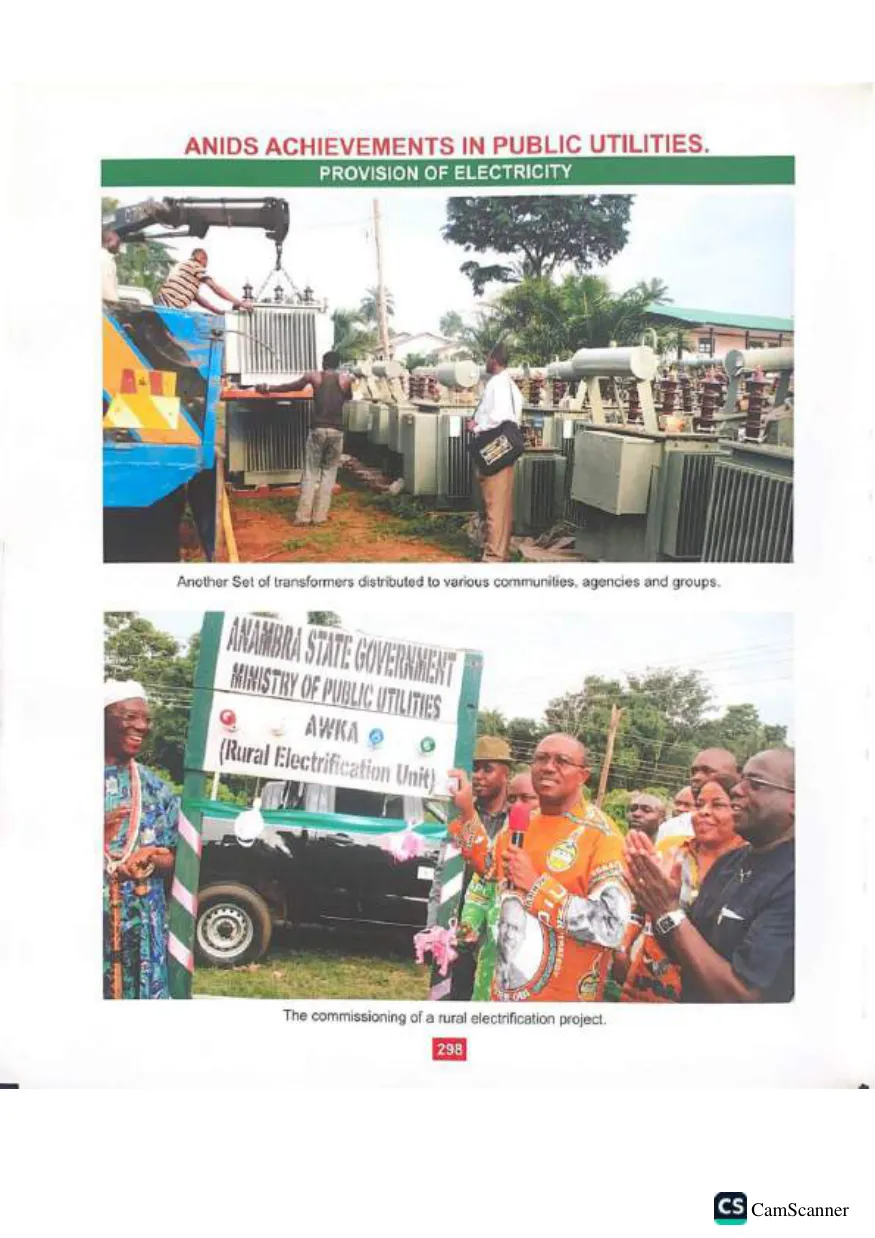 ANIDS ACHIEVEMENTS IN PUBLIC UTILITIES.
PROVISION OF ELECTRICITY
Another Set of transformers distributed to various communities, agencies and groups.
ANAMBRA STATE GOVERNMENT
MINISTRY OF PUBLIC UTILITIES
AWKA
(Rural Electrification Unit)
The commissioning of a rural electrification project.
298
CS CamScanner